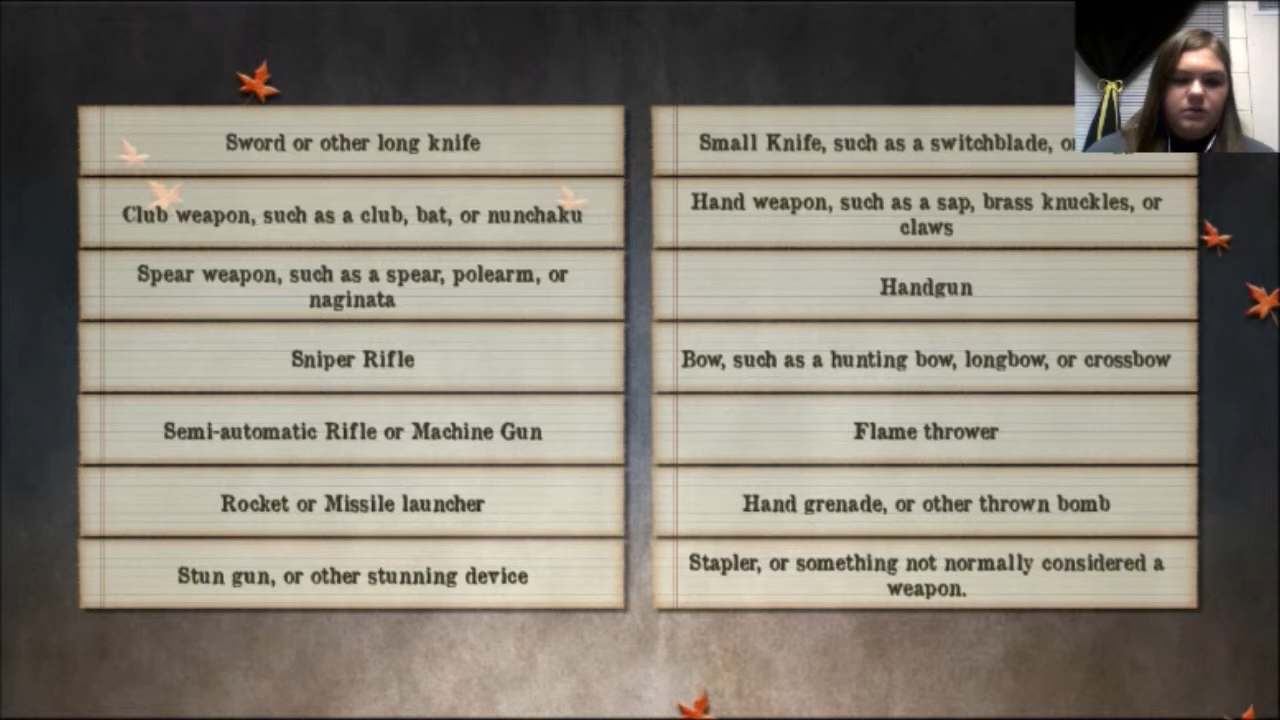 Sword or other long knife
Small Knife, such as a switchblade, or
Club weapon, such as a club, bat, or nunchaku
Hand weapon, such as a sap, brass knuckles, or
claws
Spear weapon, such as a spear, polearm, or
naginata
Handgun
Sniper Rifle
Bow, such as a hunting bow, longbow, or crossbow
Semi-automatic Rifle or Machine Gun
Flame thrower
Rocket or Missile launcher
Hand grenade, or other thrown bomb
Stun gun, or other stunning device
Stapler, or something not normally considered a
weapon.